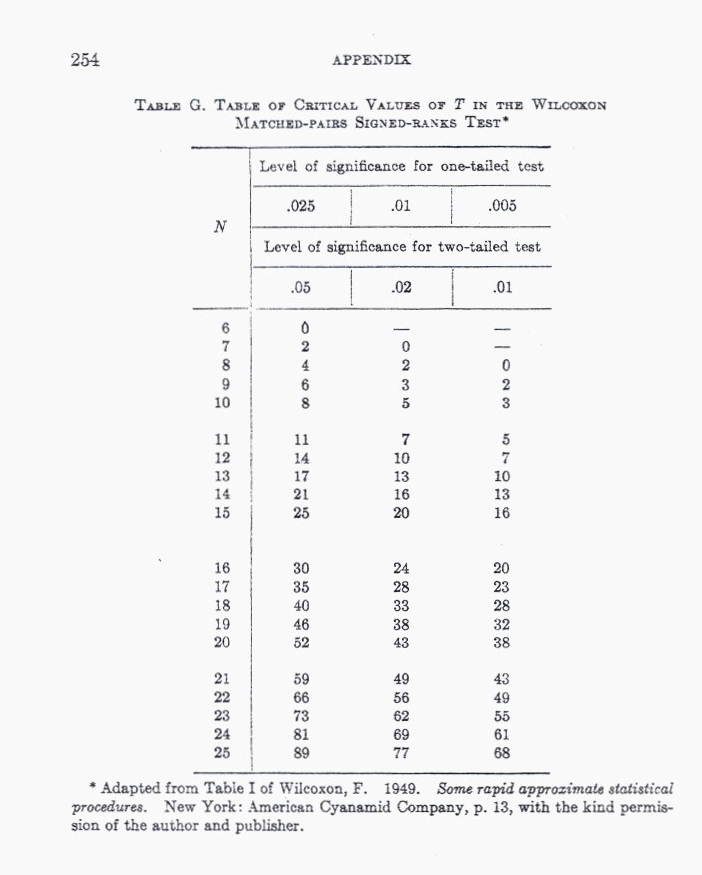 254 APPENDIX
TABLE G. TABLE OF CRITICAL VALUES OF T IN THE WILCOXON
MATCHED-PAIRS SIGNED-RANKS TEST*
Level of significance for one-tailed test
.025 .01 .005
N
Level of significance for two-tailed test
.05 .02 .01
6 0 — —
7 2 0 —
8 4 2 0
9 6 3 2
10 8 5 3
11 11 7 5
12 14 10 7
13 17 13 10
14 21 16 13
15 25 20 16
16 30 24 20
17 35 28 23
18 40 33 28
19 46 38 32
20 52 43 38
21 59 49 43
22 66 56 49
23 73 62 55
24 81 69 61
25 89 77 68
* Adapted from Table I of Wilcoxon, F. 1949. Some rapid approximate statistical
procedures. New York: American Cyanamid Company, p. 13, with the kind permis-
sion of the author and publisher.